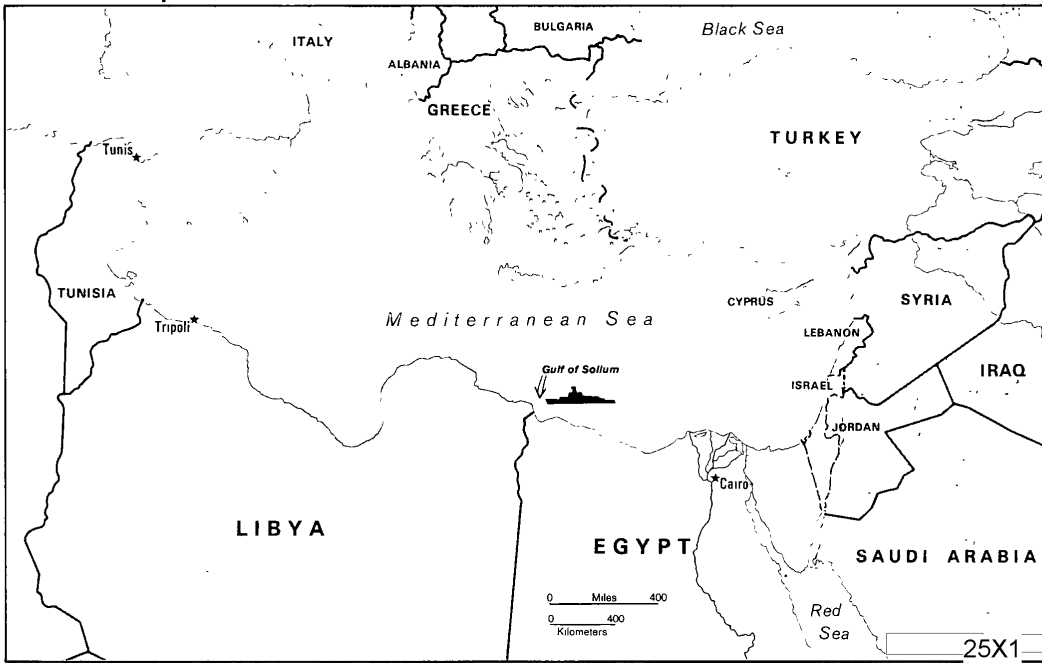 BULGARIA
Black Sea
ITALY
ALBANIA
GREECE
TURKEY
Tunis
TUNISIA
CYPRUS
SYRIA
Tripoli
Mediterranean Sea
LEBANON
Gulf of Sollum
ISRAEL
IRAQ
JORDAN
Cairo
LIBYA
EGYPT
SAUDI ARABIA
0 Miles 400
0 400
Kilometers
Red
Sea
25X1